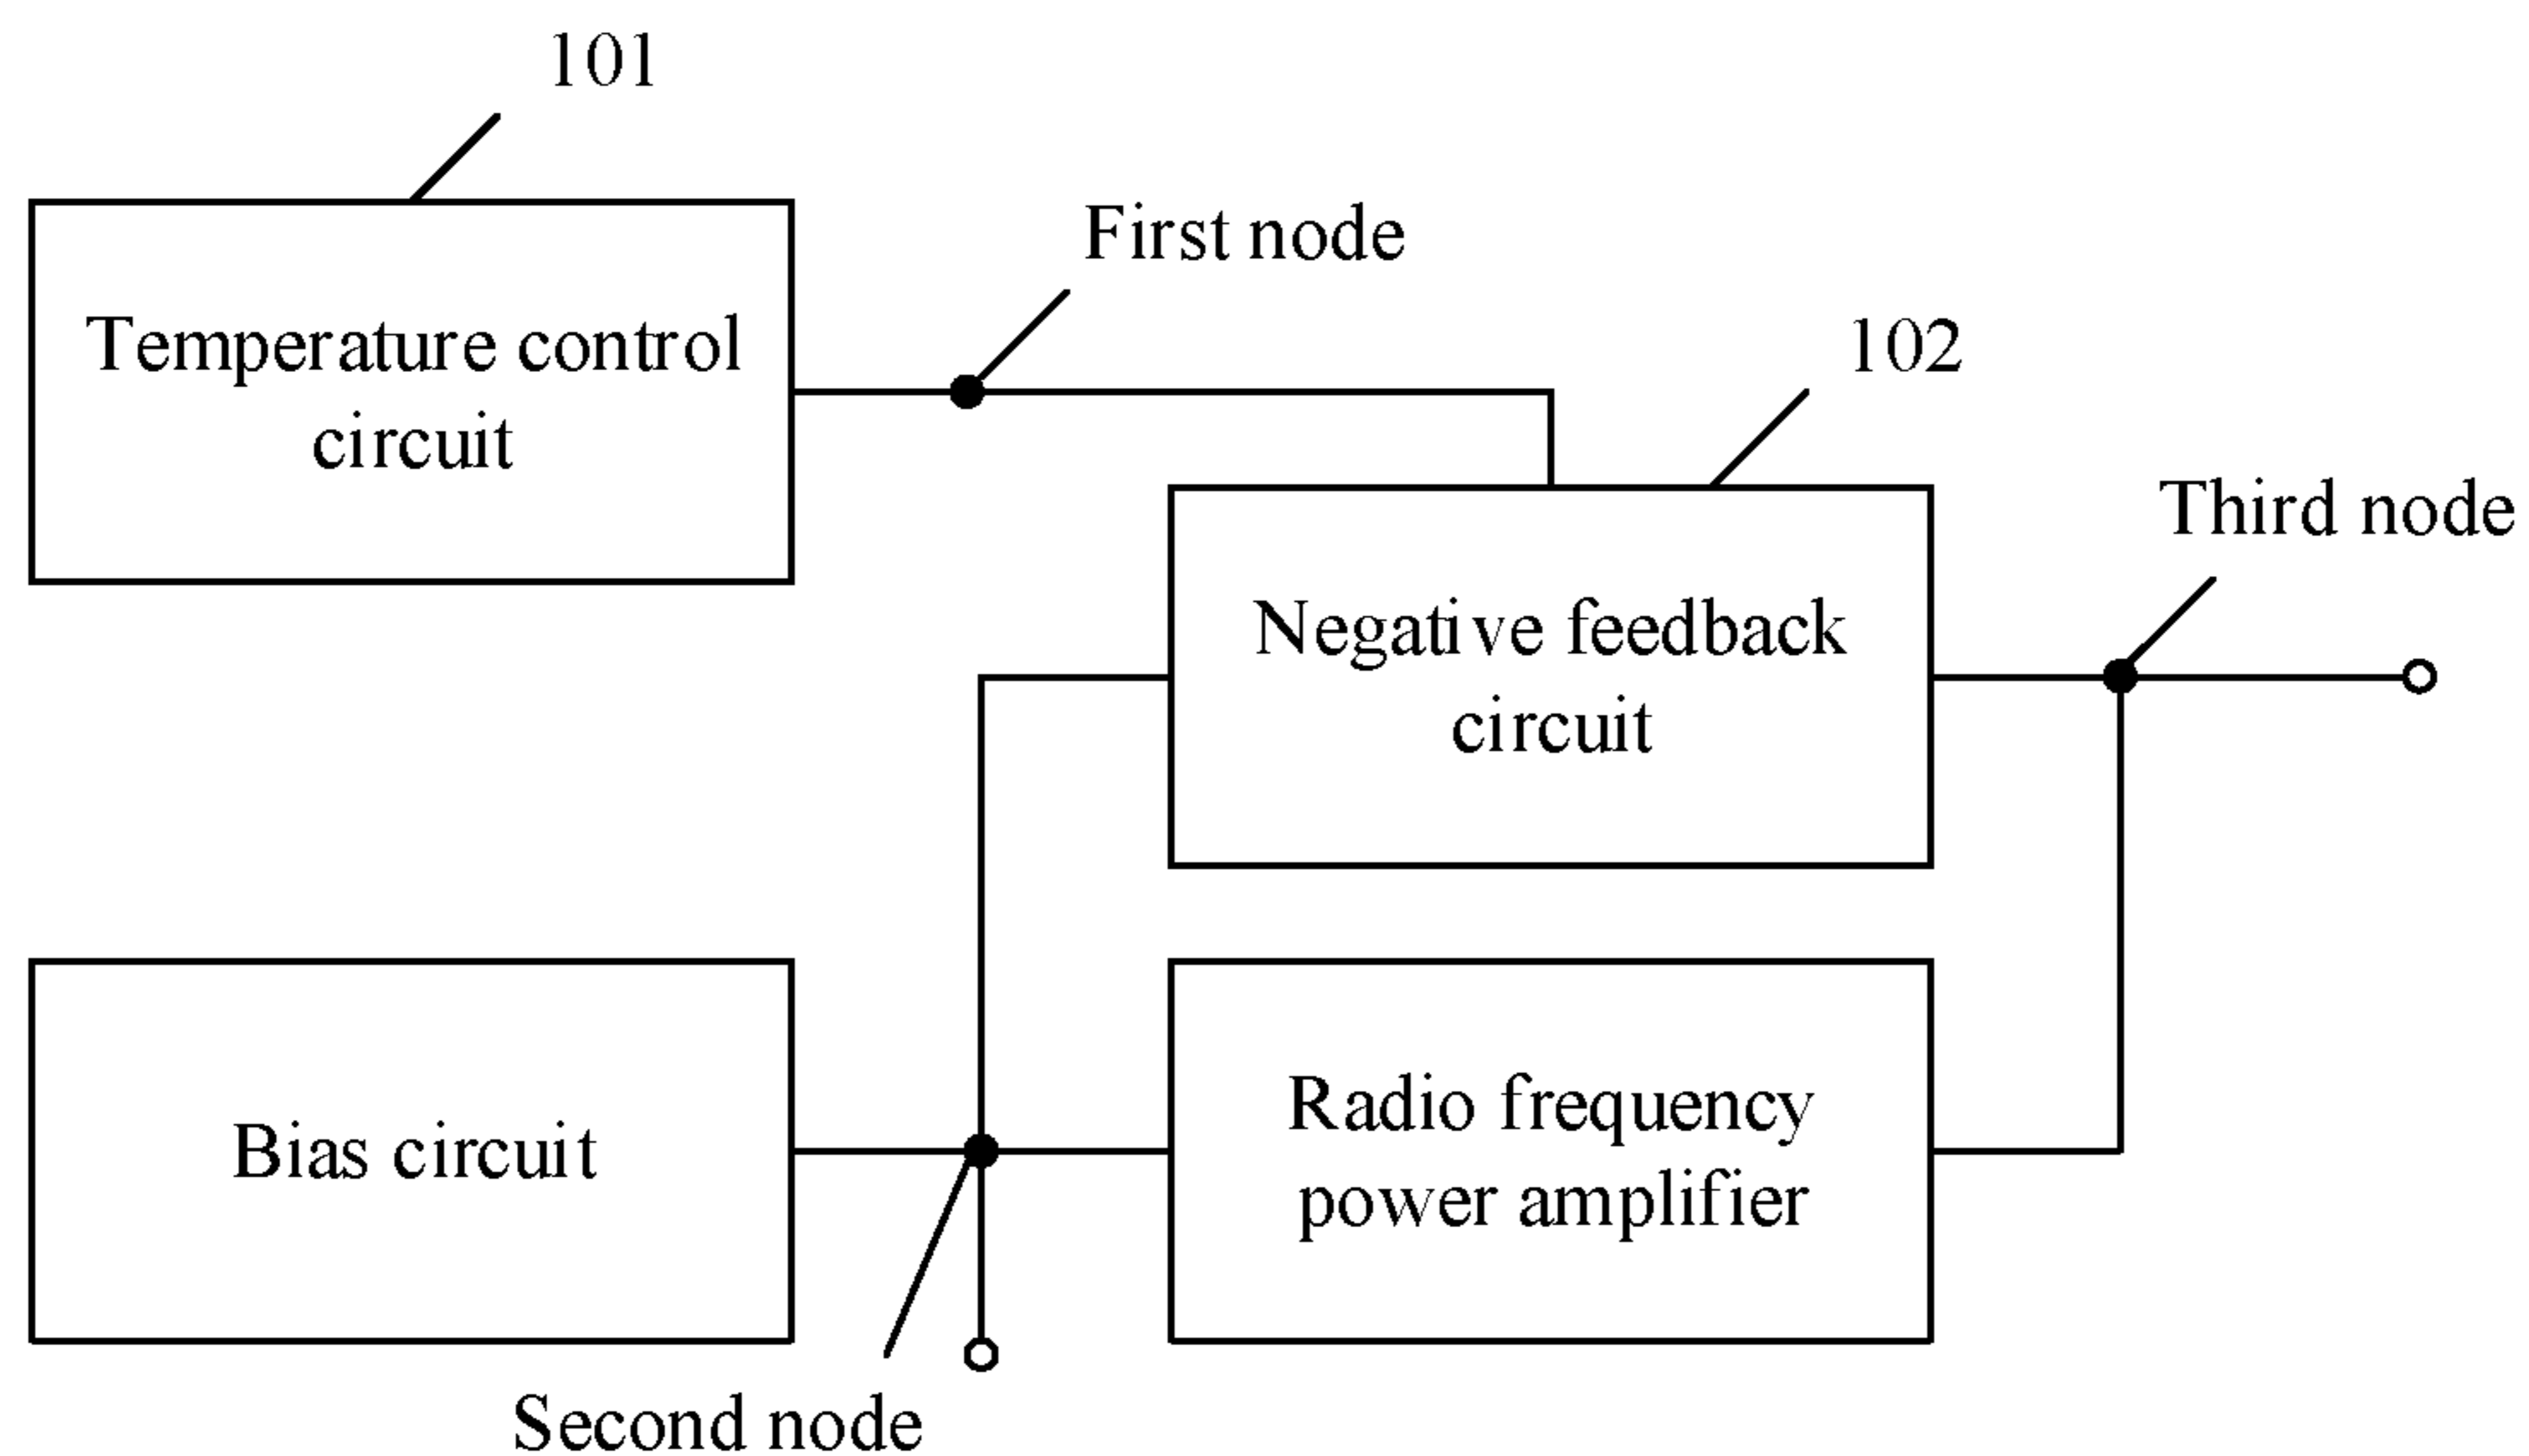 101
First node
Temperature control
circuit
102
Third node
Negative feedback
circuit
Bias circuit
Radio frequency
power amplifier
Second node